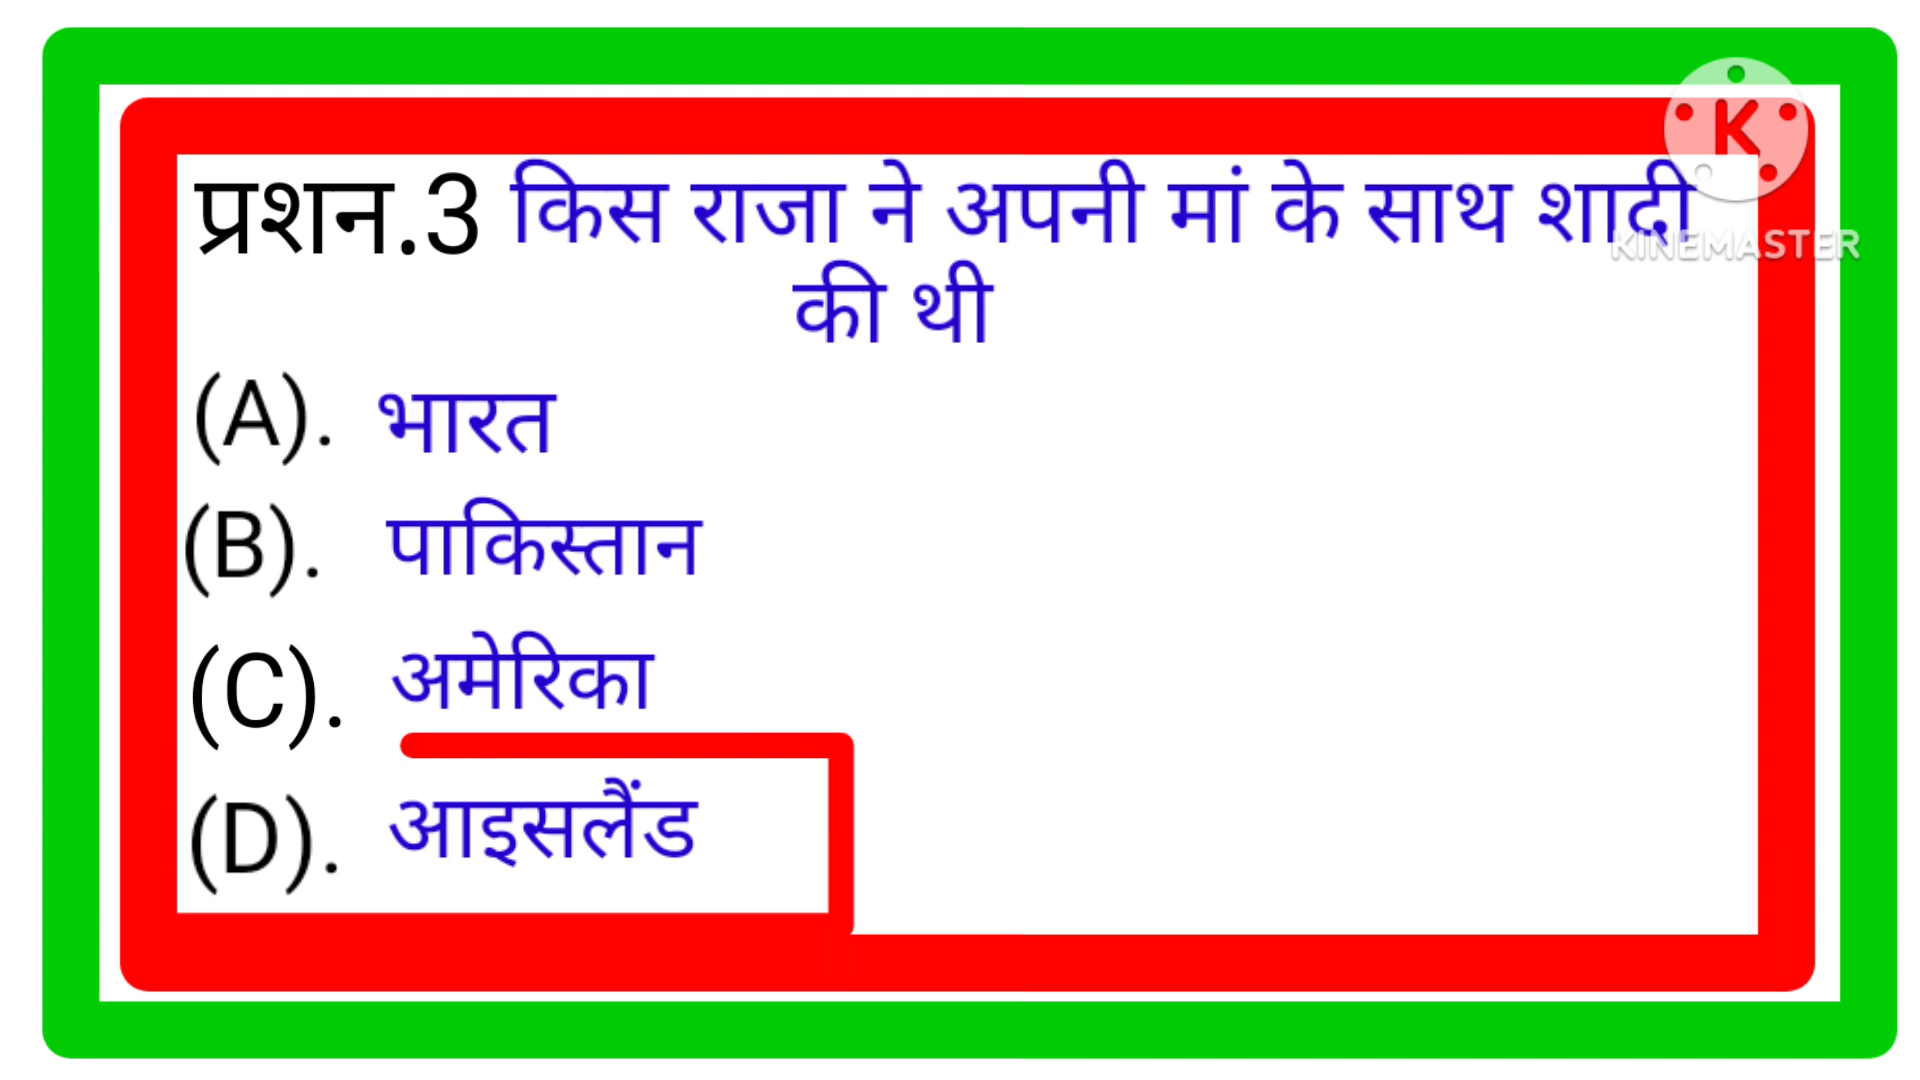 प्रशन.3 किस राजा ने अपनी मां के साथ शादी
की थी
(A). भारत
(B). पाकिस्तान
(C). अमेरिका
(D). आइसलैंड
K
KINEMASTER